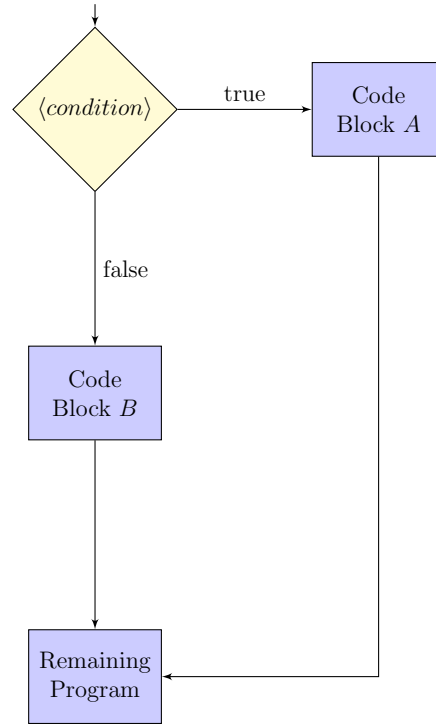 ⟨condition⟩
true
Code
Block A
false
Code
Block B
Remaining
Program